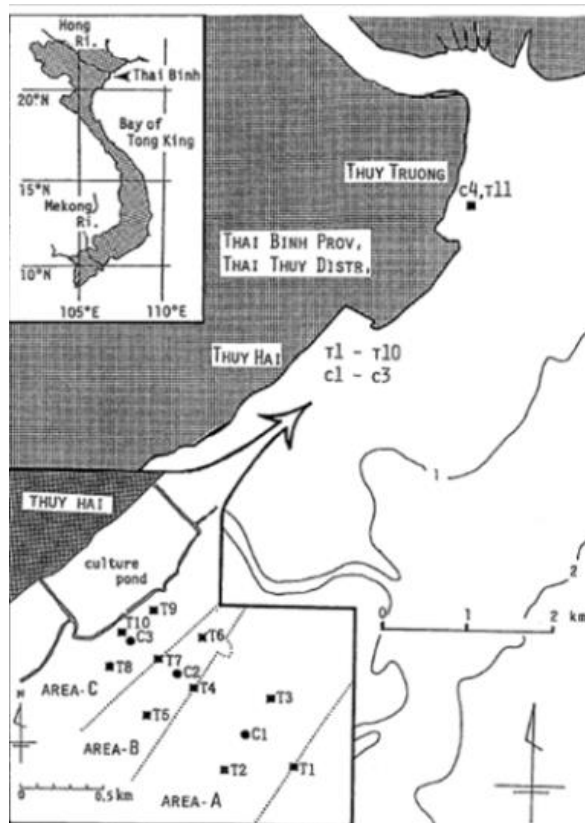 Hong
Ri.
Thai Binh
20°N
Bay of
Tong King
15°N
Mekong
Ri.
10°N
105°E
110°E
THUY TRUONG
C4,T11
THAI BINH PROV,
THAI THUY DISTR,
THUY HAI
T1 - T10
C1 - C3
1
2
THUY HAI
culture
pond
0 1 2 km
T9
T10
C3
T6
T8
T7
C2
AREA-C
T4
T3
T5
C1
AREA-B
T2
T1
AREA-A
N
0 0.5 km